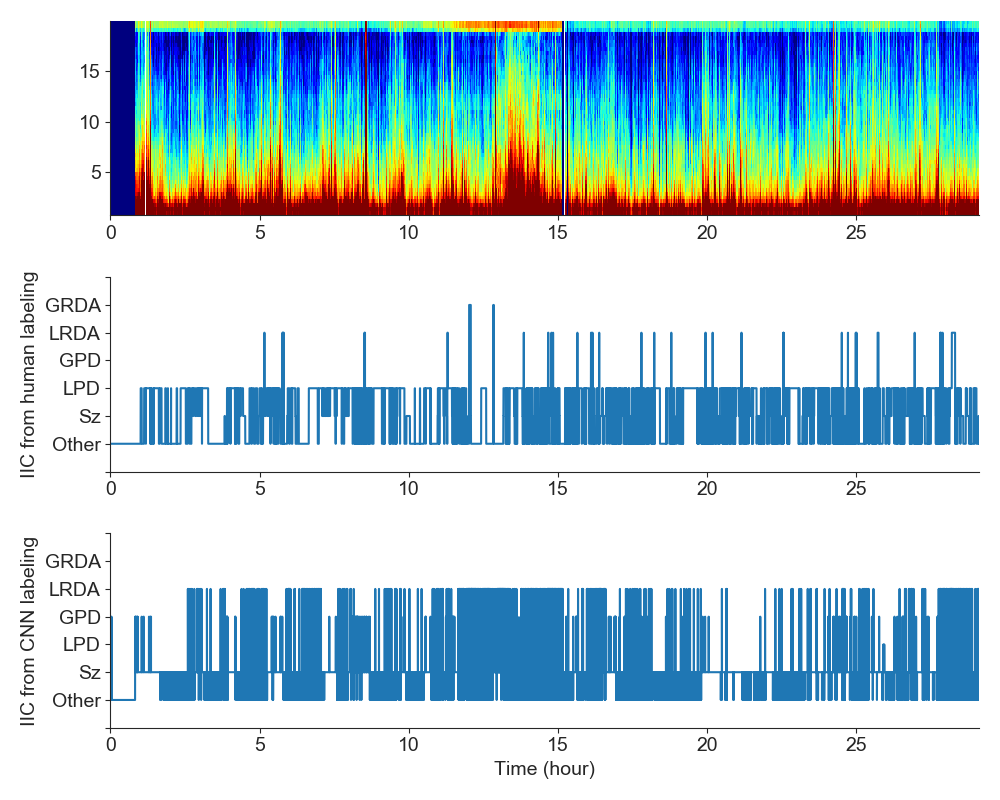 15
10
5
0 5 10 15 20 25
IIC from human labeling
GRDA
LRDA
GPD
LPD
Sz
Other
0 5 10 15 20 25
IIC from CNN labeling
GRDA
LRDA
GPD
LPD
Sz
Other
0 5 10 15 20 25
Time (hour)